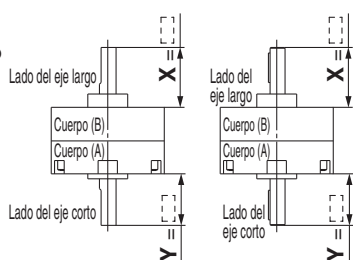 Lado del eje largo
X =
Cuerpo (B)
Cuerpo (A)
Lado del eje corto
Y =
Lado del
eje largo
X =
Cuerpo (B)
Cuerpo (A)
Lado del
eje corto
Y =